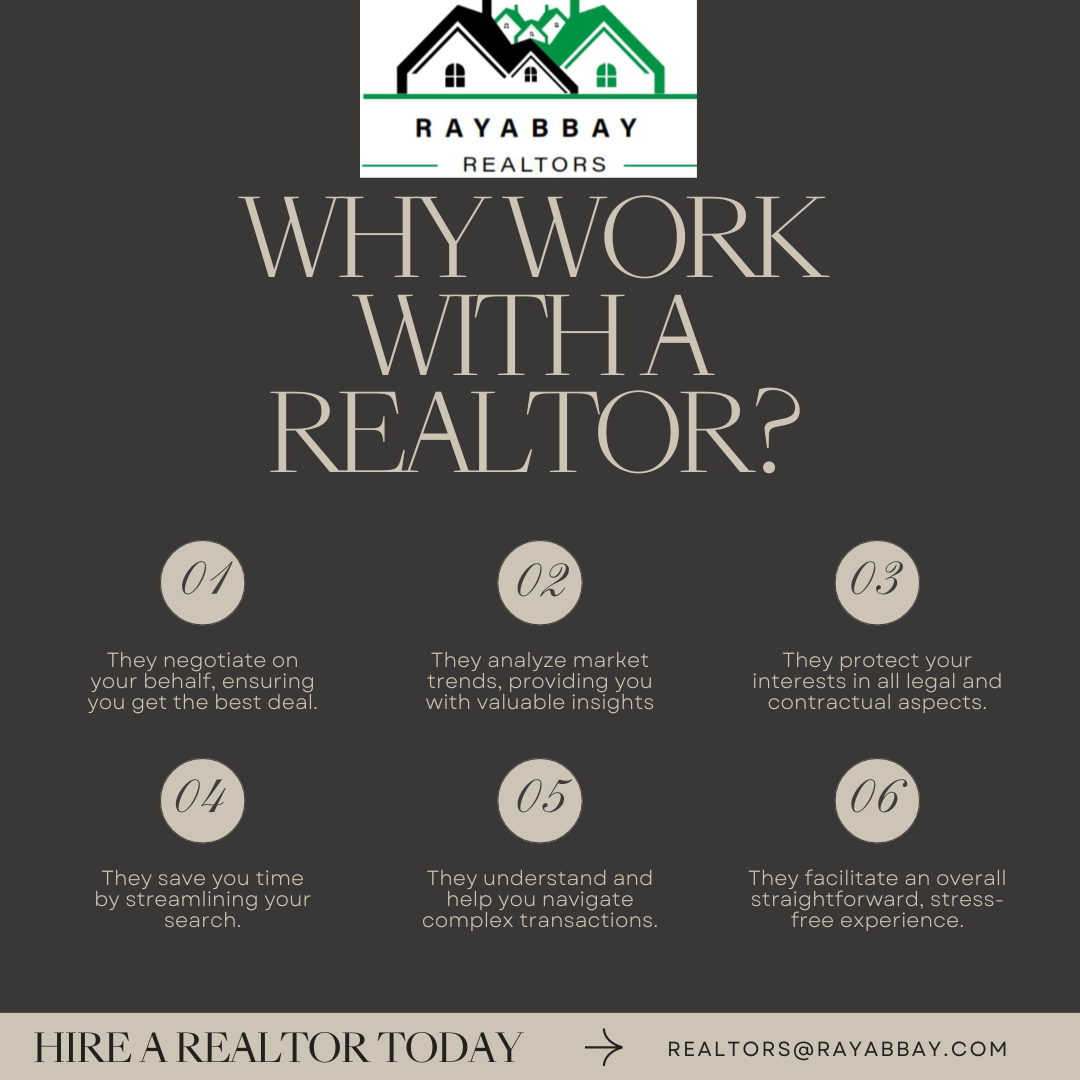 RAYABBAY
REALTORS
WHY WORK
WITH A
REALTOR?
01
02
03
They negotiate on
your behalf, ensuring
you get the best deal.
They analyze market
trends, providing you
with valuable insights
They protect your
interests in all legal and
contractual aspects.
04
05
06
They save you time
by streamlining your
search.
They understand and
help you navigate
complex transactions.
They facilitate an overall
straightforward, stress-
free experience.
HIRE A REALTOR TODAY
REALTORS@RAYABBAY.COM